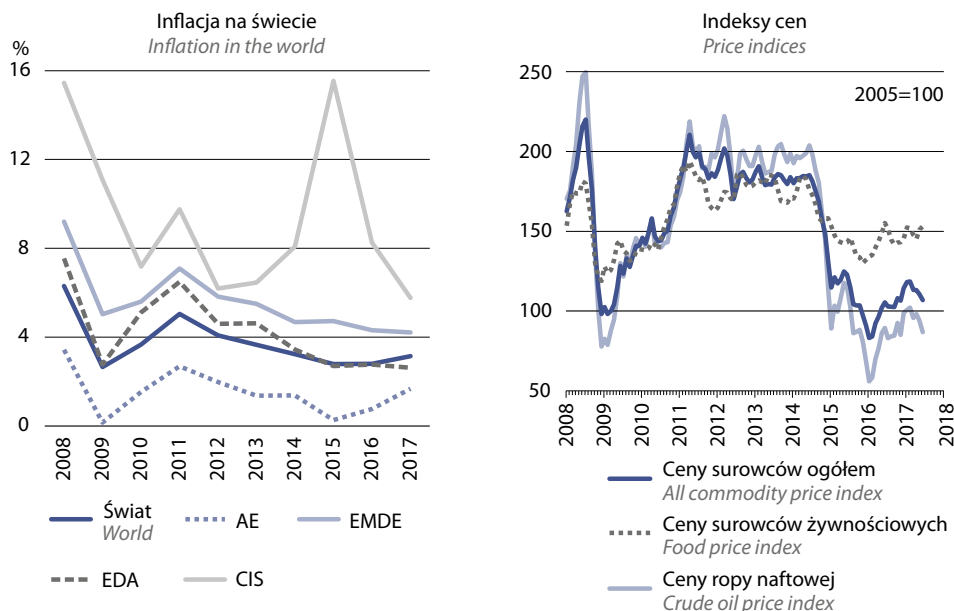 Inflacja na świecie
Inflation in the world
%
16
12
8
4
0
2008
2009
2010
2011
2012
2013
2014
2015
2016
2017
Świat
World
AE
EMDE
EDA
CIS
Indeksy cen
Price indices
2005=100
250
200
150
100
50
2008
2009
2010
2011
2012
2013
2014
2015
2016
2017
2018
Ceny surowców ogółem
All commodity price index
Ceny surowców żywnościowych
Food price index
Ceny ropy naftowej
Crude oil price index